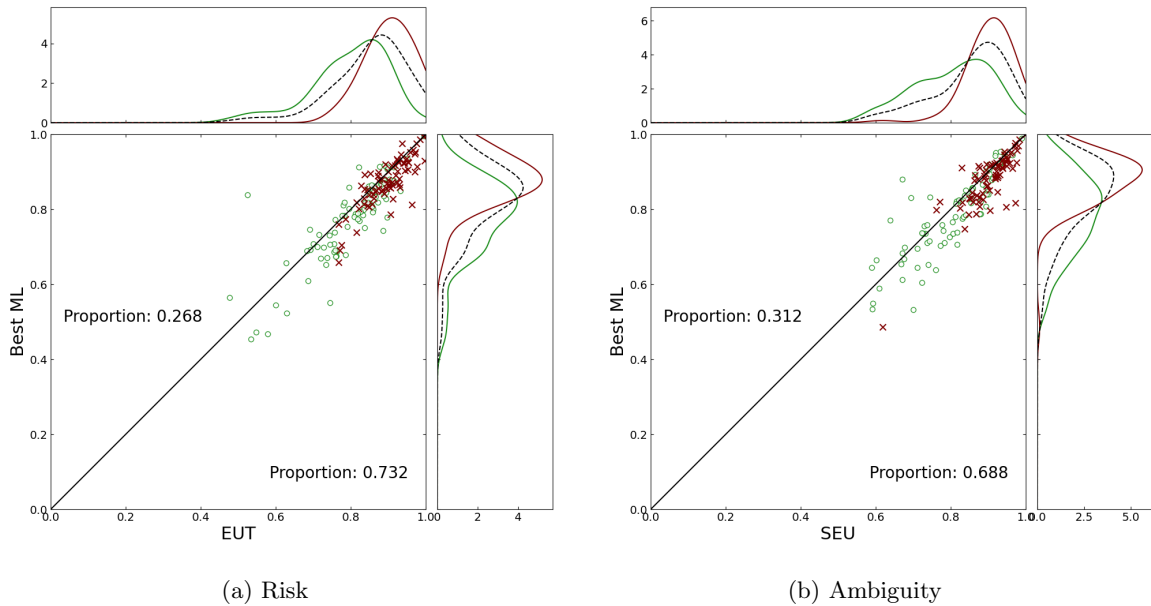 4
2
0
6
4
2
0
1.0
0.8
0.6
0.4
0.2
0.0
Best ML
Proportion: 0.268
Proportion: 0.732
0.0 0.2 0.4 0.6 0.8 1.0
EUT
0 2 4
1.0
0.8
0.6
0.4
0.2
0.0
Best ML
Proportion: 0.312
Proportion: 0.688
0.0 0.2 0.4 0.6 0.8 1.0
SEU
0.0 2.5 5.0
(a) Risk
(b) Ambiguity